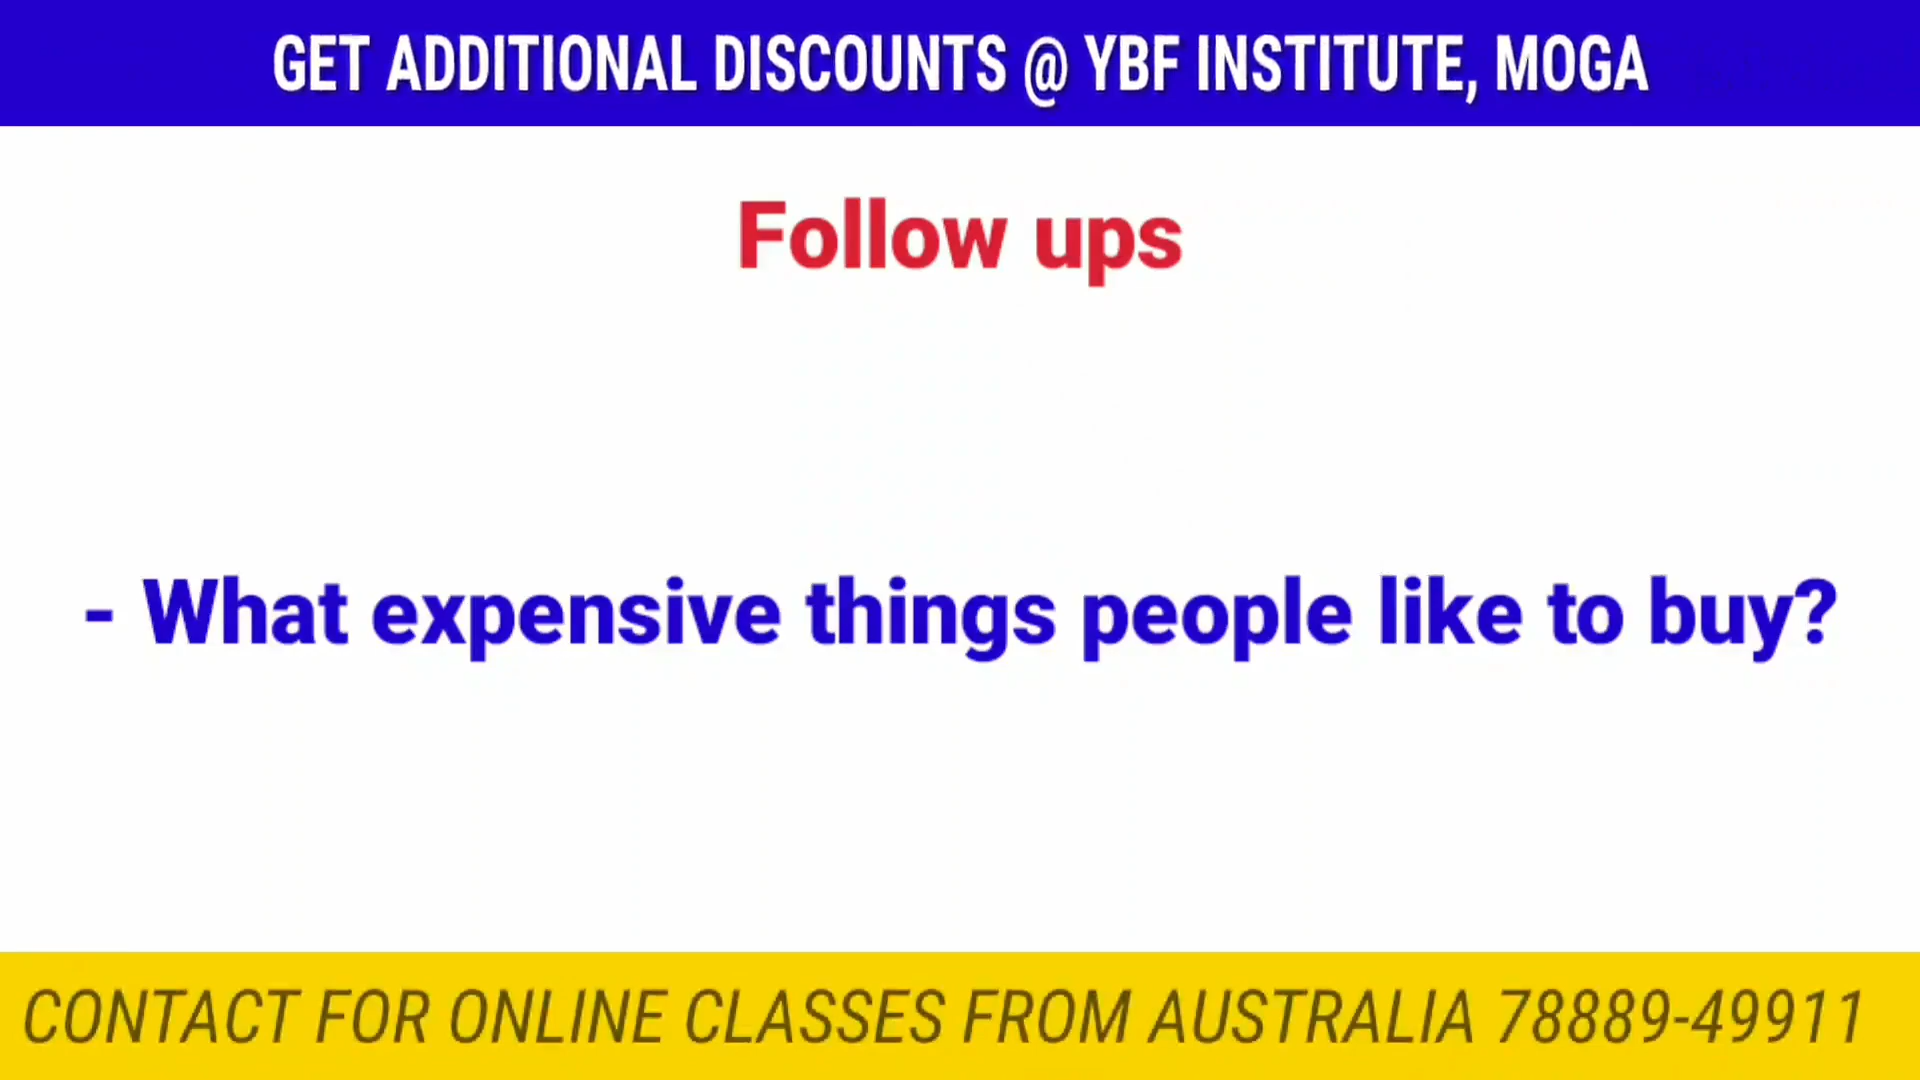 GET ADDITIONAL DISCOUNTS @ YBF INSTITUTE, MOGA
Follow ups
- What expensive things people like to buy?
CONTACT FOR ONLINE CLASSES FROM AUSTRALIA 78889-49911